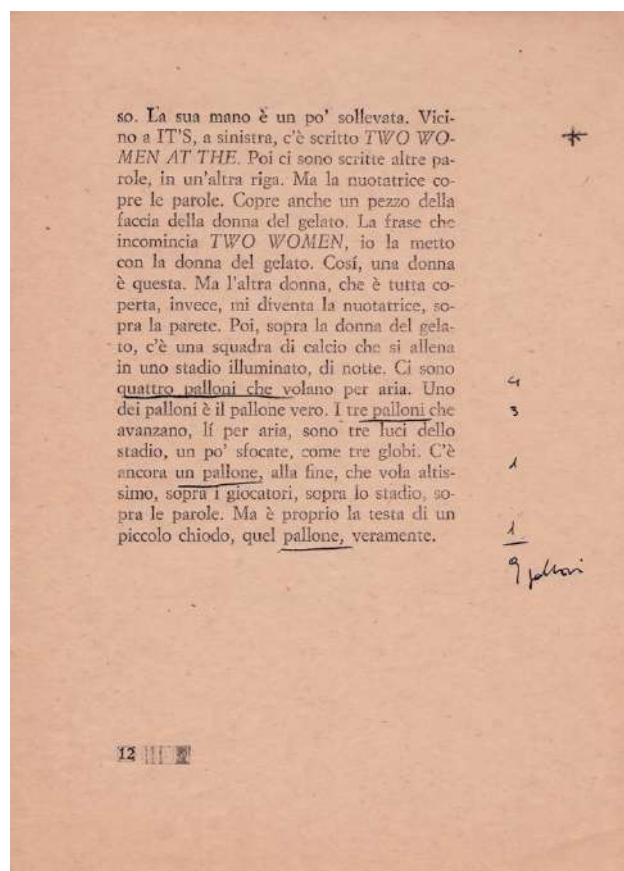 so. La sua mano è un po' sollevata. Vici-
no a IT'S, a sinistra, c'è scritto TWO WO-
MEN AT THE. Poi ci sono scritte altre pa-
role, in un'altra riga. Ma la nuotatrice co-
pre le parole. Copre anche un pezzo della
faccia della donna del gelato. La frase che
incomincia TWO WOMEN, io la metto
con la donna del gelato. Cosí, una donna
è questa. Ma l'altra donna, che è tutta co-
perta, invece, mi diventa la nuotatrice, so-
pra la parete. Poi, sopra la donna del gela-
to, c'è una squadra di calcio che si allena
in uno stadio illuminato, di notte. Ci sono
quattro palloni che volano per aria. Uno
dei palloni è il pallone vero. I tre palloni che
avanzano, lí per aria, sono tre luci dello
stadio, un po' sfocate, come tre globi. C'è
ancora un pallone, alla fine, che vola altis-
simo, sopra i giocatori, sopra lo stadio, so-
pra le parole. Ma è proprio la testa di un
piccolo chiodo, quel pallone, veramente.
*
4
3
1
1
9 palloni
12